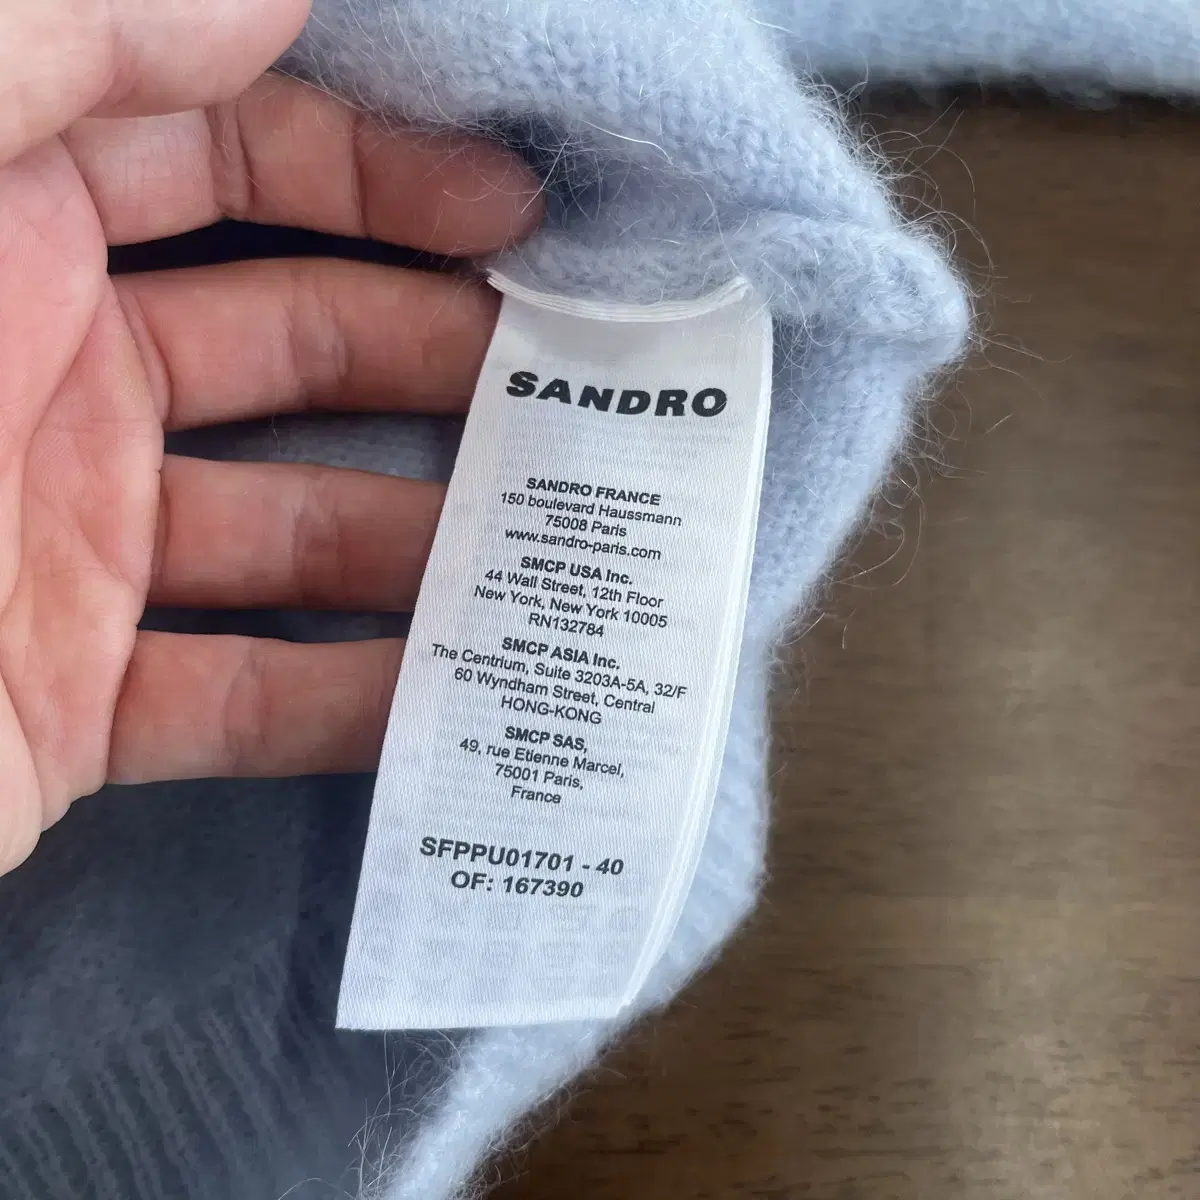 SANDRO
SANDRO FRANCE
150 boulevard Haussmann
75008 Paris
www.sandro-paris.com
SMCP USA Inc.
44 Wall Street, 12th Floor
New York, New York 10005
RN132784
SMCP ASIA Inc.
The Centrium, Suite 3203A-5A, 32/F
60 Wyndham Street, Central
HONG-KONG
SMCP SAS,
49, rue Etienne Marcel,
75001 Paris,
France
SFPPU01701 - 40
OF: 167390